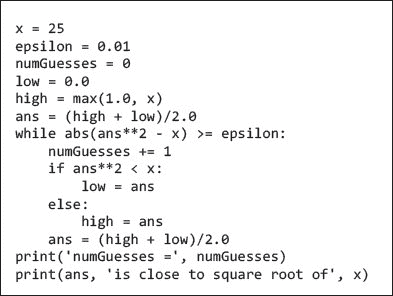 x = 25
epsilon = 0.01
numGuesses = 0
low = 0.0
high = max(1.0, x)
ans = (high + low)/2.0
while abs(ans**2 - x) >= epsilon:
    numGuesses += 1
    if ans**2 < x:
        low = ans
    else:
        high = ans
    ans = (high + low)/2.0
print('numGuesses =', numGuesses)
print(ans, 'is close to square root of', x)